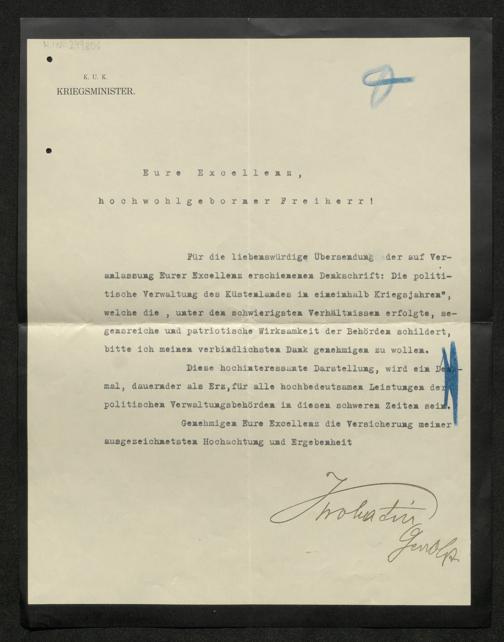 K. U. K.
KRIEGSMINISTER.
Eure Excellenz,
hochwohlgeborner Freiherr!
Für die liebenswürdige Übersendung der auf Ver-
anlassung Eurer Excellenz erschienenen Denkschrift: Die politi-
tische Verwaltung des Küstenlandes in eineinhalb Kriegsjahren",
welche die , unter den schwierigsten Verhältnissen erfolgte, se-
gensreiche und patriotische Wirksamkeit der Behörden schildert,
bitte ich meinen verbindlichsten Dank genehmigen zu wollen.
Diese hochinteressante Darstellung, wird ein Denk-
mal, dauernder als Erz,für alle hochbedeutsamen Leistungen der
politischen Verwaltungsbehörden in diesen schweren Zeiten sein.
Genehmigen Eure Excellenz die Versicherung meiner
ausgezeichnetsten Hochachtung und Ergebenheit
Krobatin